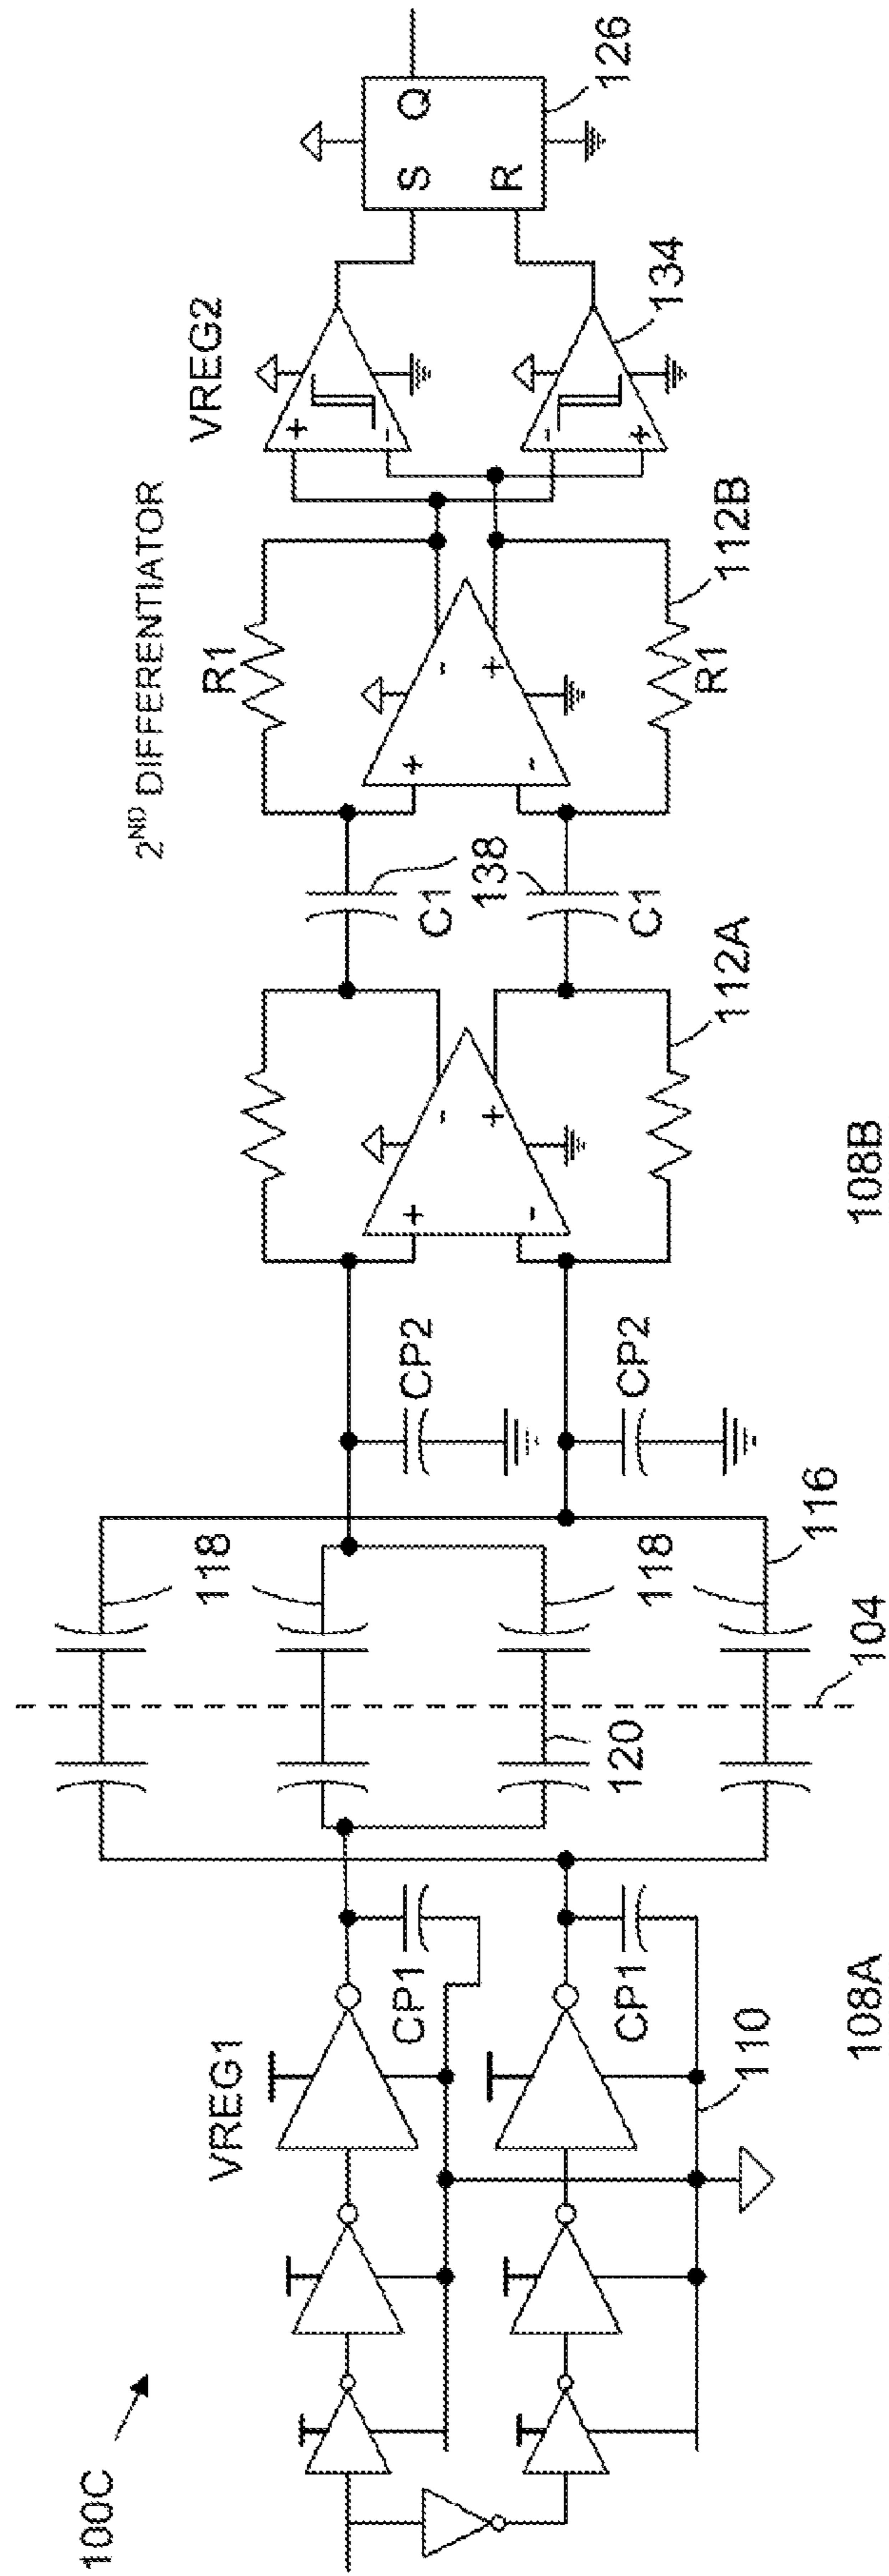 100C
VREG1
CP1
CP1
110
108A
120
104
118
118
116
CP2
CP2
108B
112A
C1
138
C1
2ND DIFFERENTIATOR
R1
R1
112B
+
-
-
+
+
-
-
+
VREG2
+
-
-
+
134
S
Q
R
126